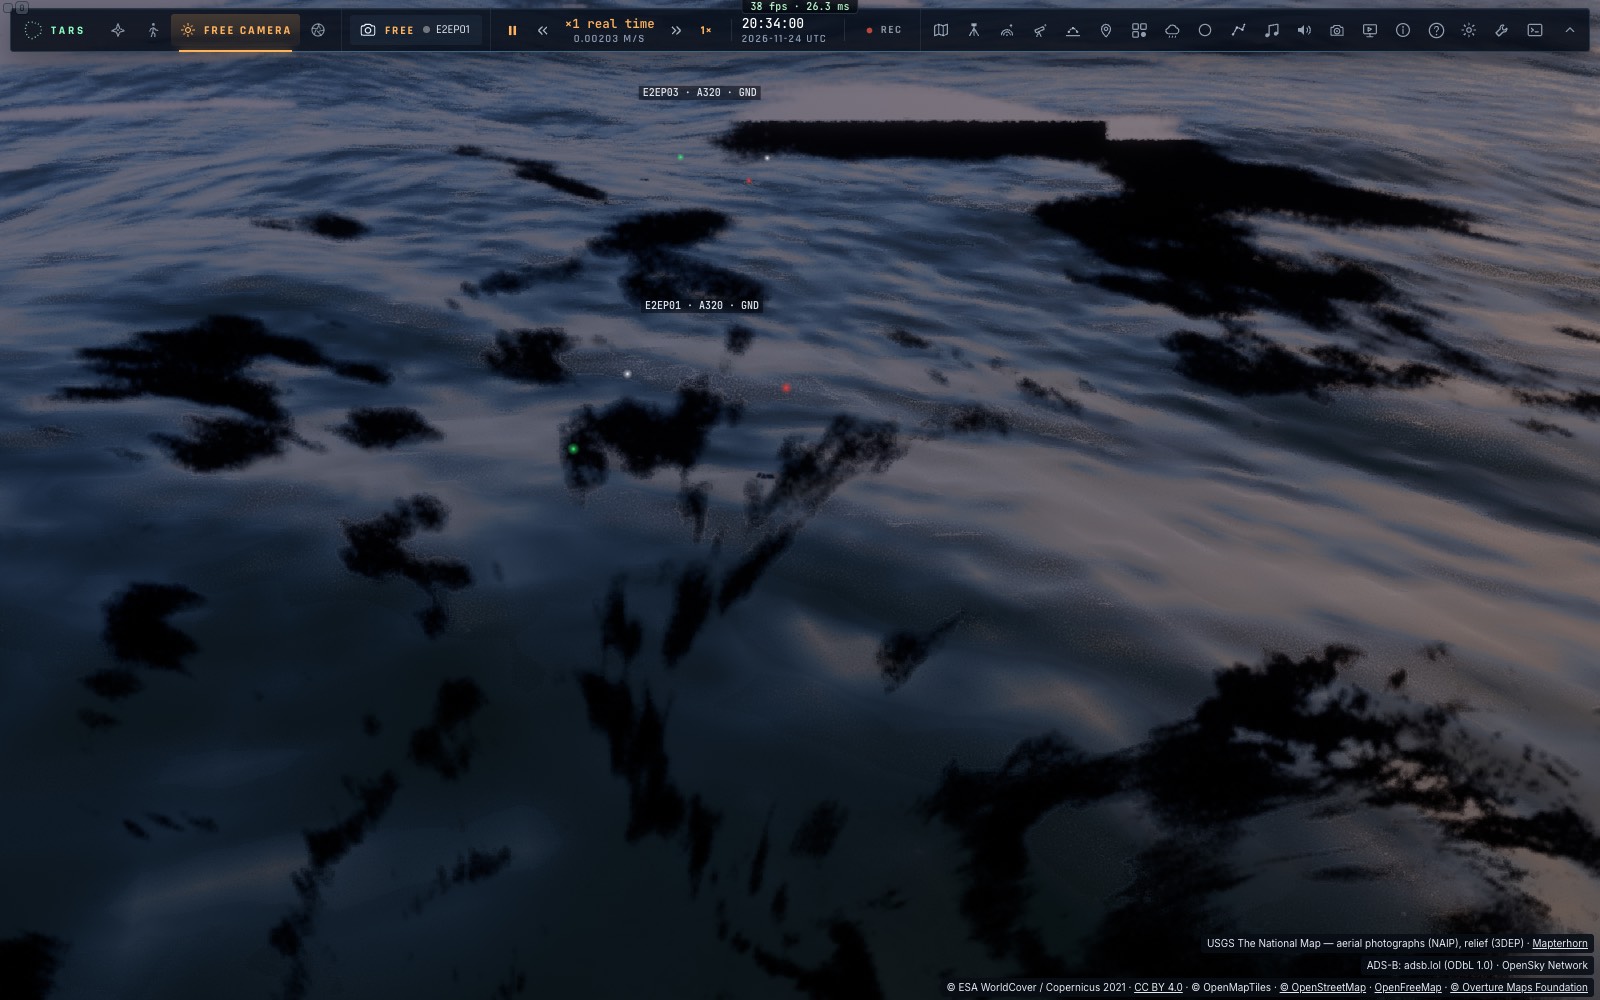 38 fps · 26.3 ms
TARS
FREE CAMERA
FREE
E2EP01
×1 real time
0.00203 M/S
1×
20:34:00
2026-11-24 UTC
REC
E2EP03 · A320 · GND
E2EP01 · A320 · GND
USGS The National Map — aerial photographs (NAIP), relief (3DEP) · Mapterhorn
ADS-B: adsb.lol (ODbL 1.0) · OpenSky Network
© ESA WorldCover / Copernicus 2021 · CC BY 4.0 · © OpenMapTiles · © OpenStreetMap · OpenFreeMap · © Overture Maps Foundation